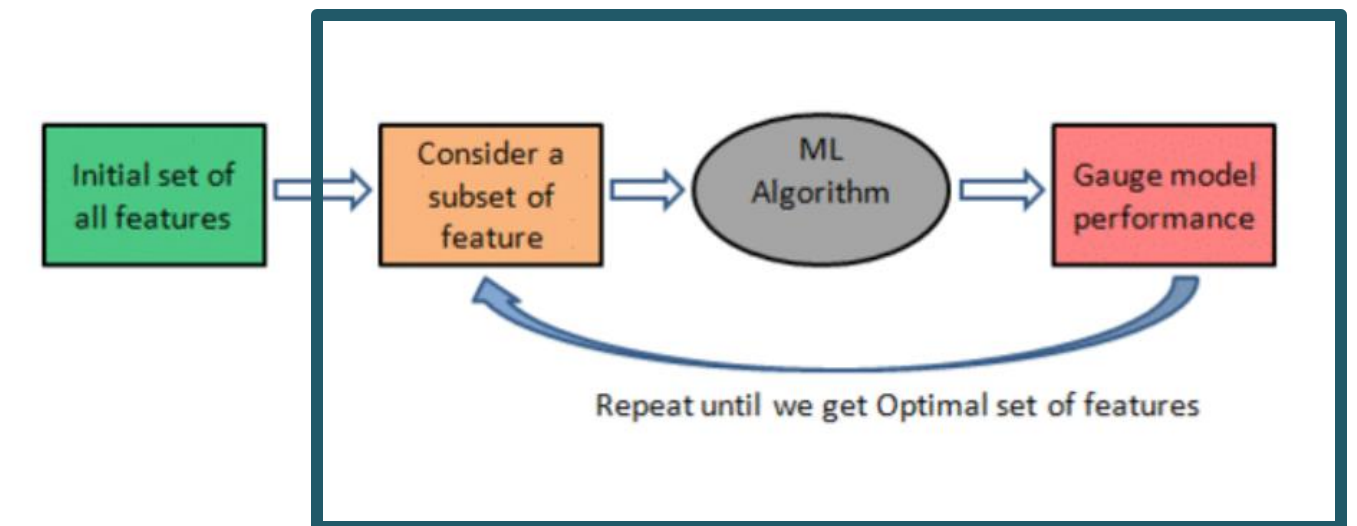 Initial set of
all features
Consider a
subset of
feature
ML
Algorithm
Gauge model
performance
Repeat until we get Optimal set of features